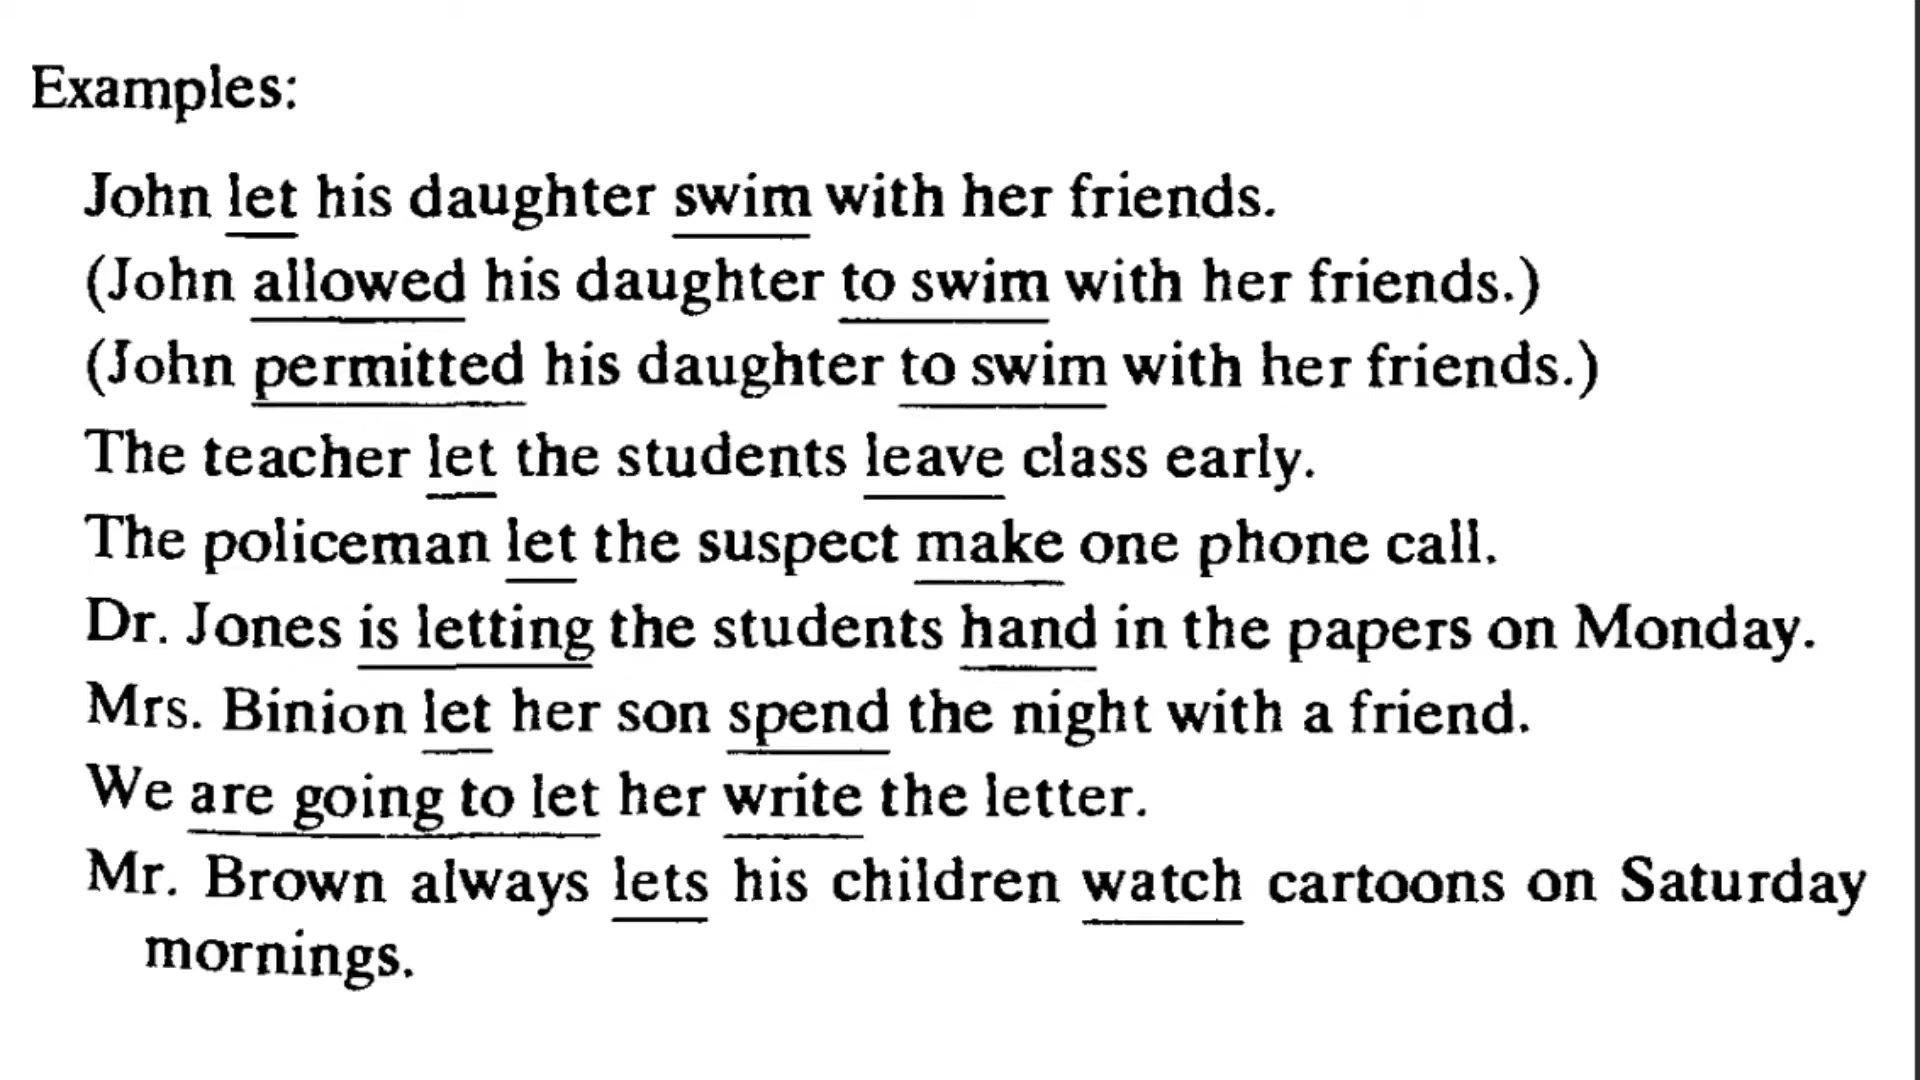 Examples:
John let his daughter swim with her friends.
(John allowed his daughter to swim with her friends.)
(John permitted his daughter to swim with her friends.)
The teacher let the students leave class early.
The policeman let the suspect make one phone call.
Dr. Jones is letting the students hand in the papers on Monday.
Mrs. Binion let her son spend the night with a friend.
We are going to let her write the letter.
Mr. Brown always lets his children watch cartoons on Saturday
mornings.